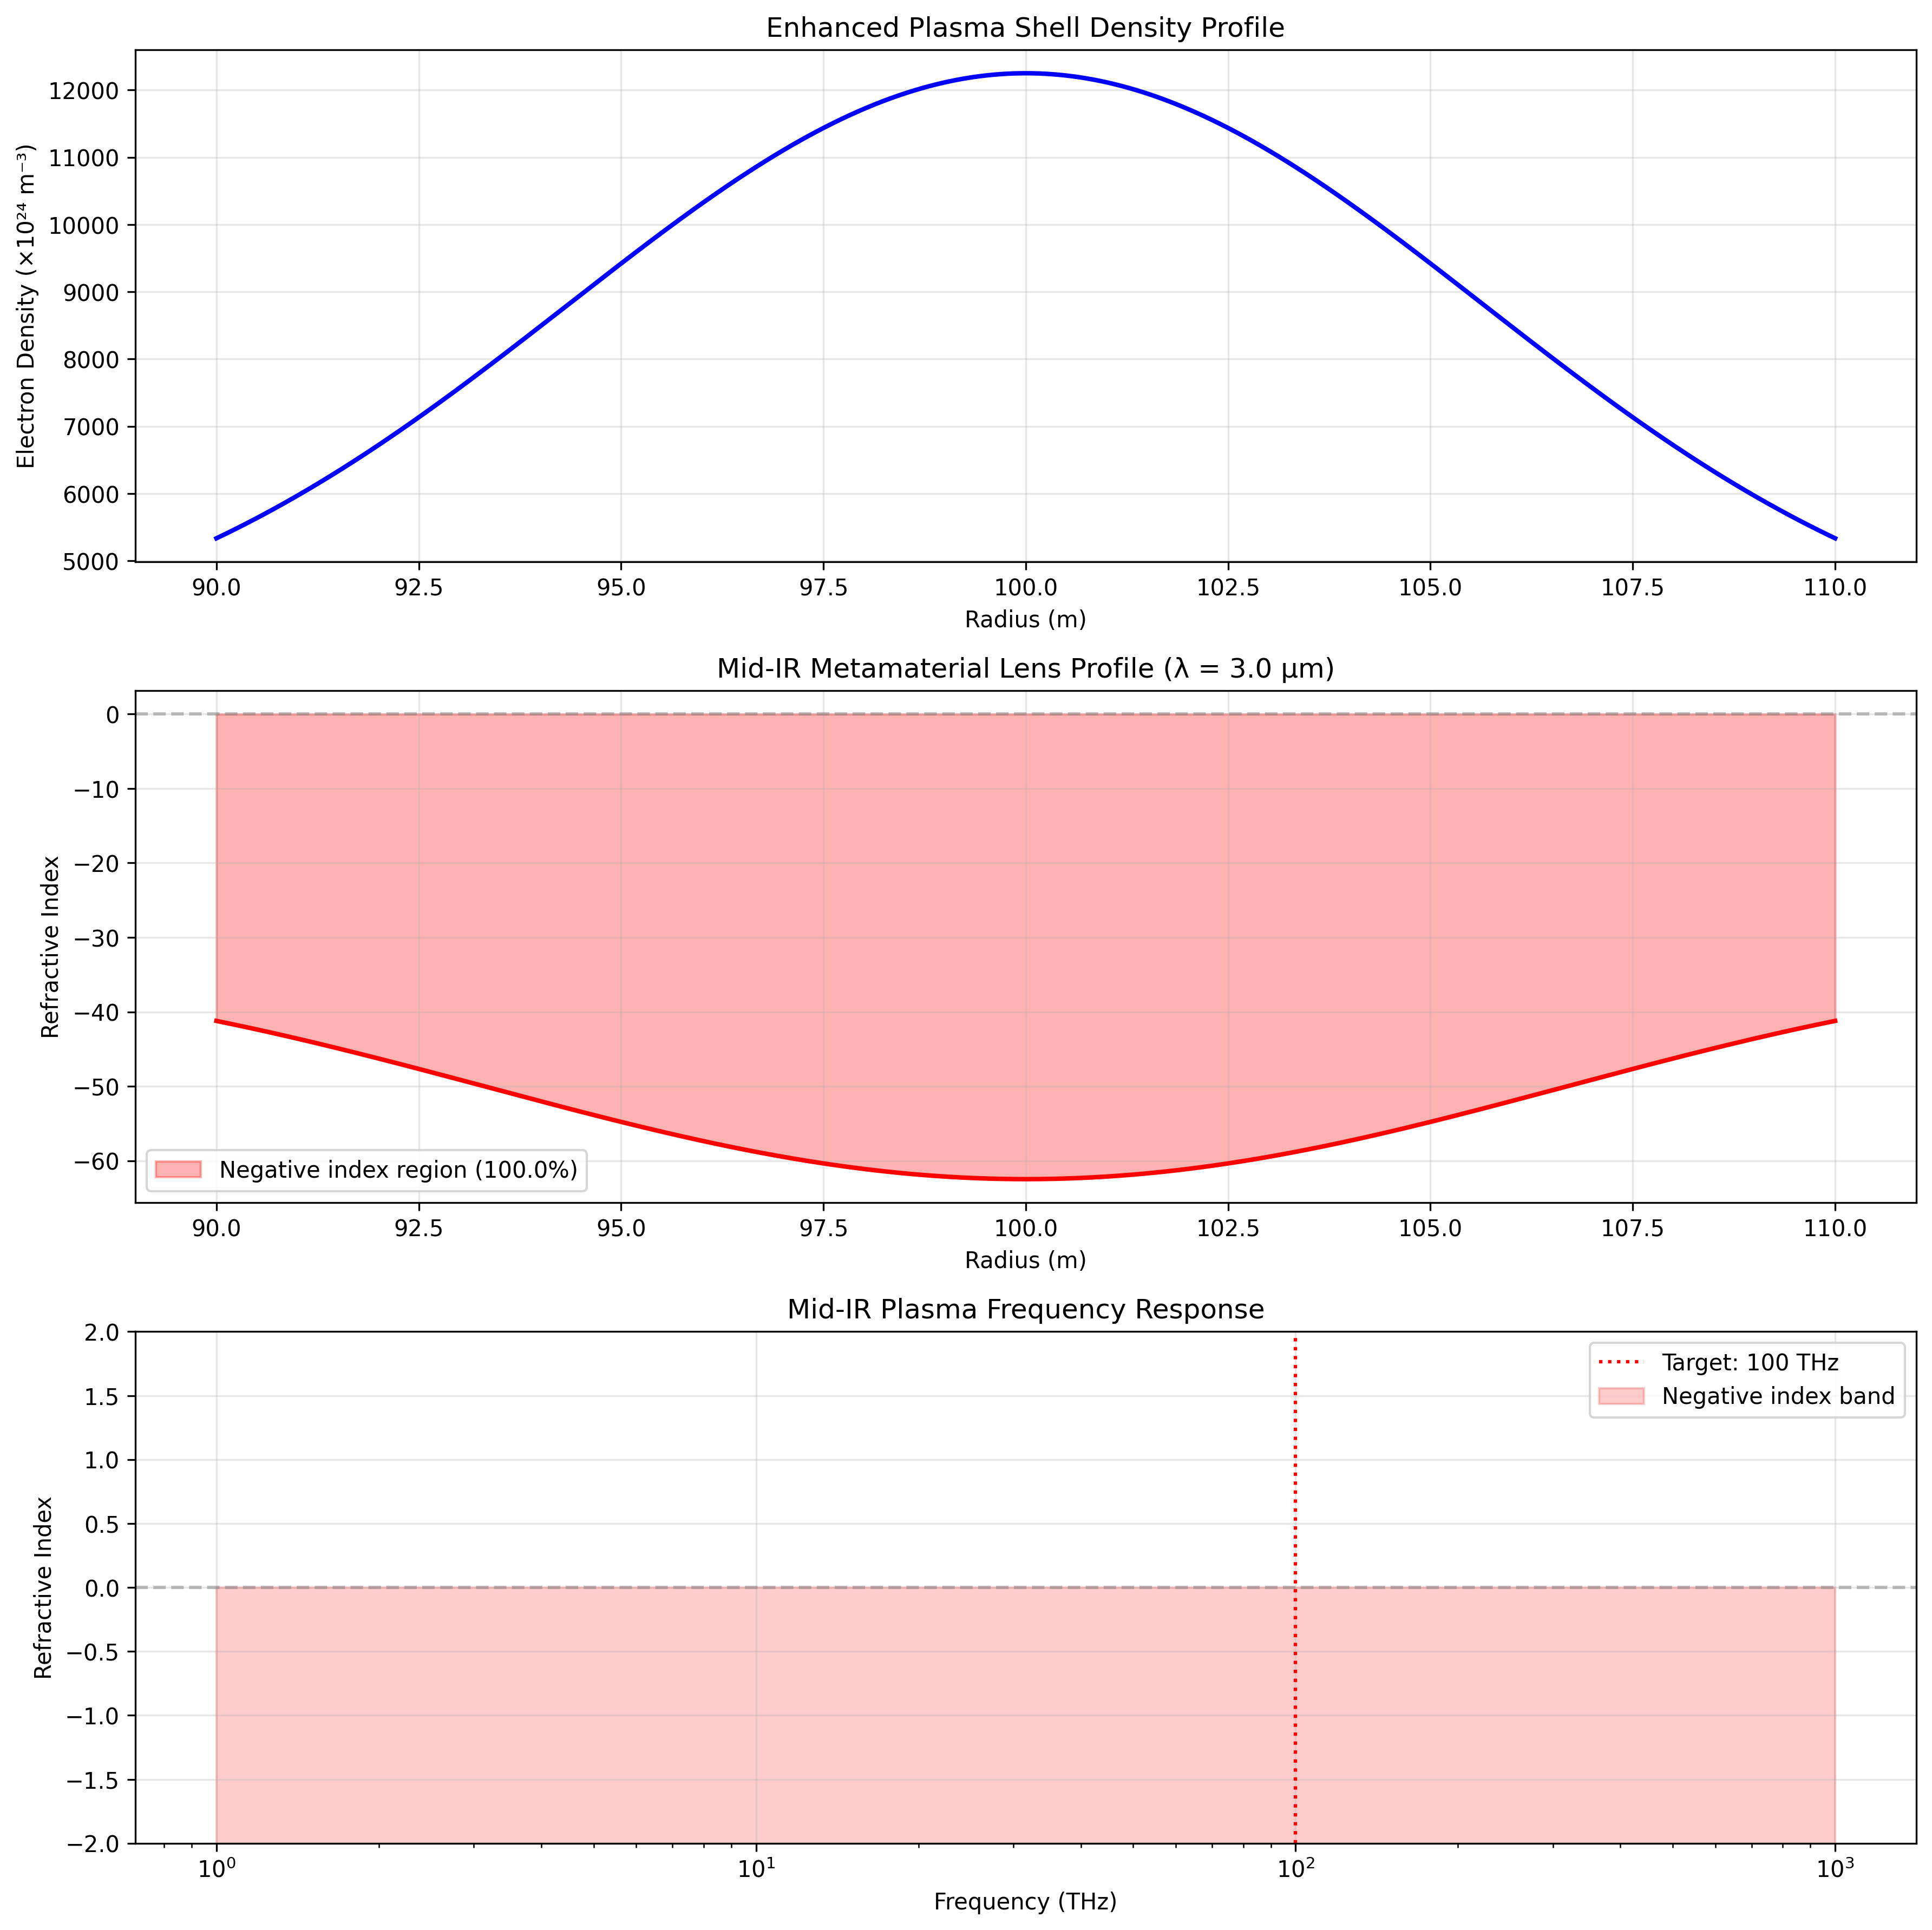 Enhanced Plasma Shell Density Profile
Electron Density (×10²⁴ m⁻³)
12000
11000
10000
9000
8000
7000
6000
5000
90.0 92.5 95.0 97.5 100.0 102.5 105.0 107.5 110.0
Radius (m)
Mid-IR Metamaterial Lens Profile (λ = 3.0 μm)
Refractive Index
0
−10
−20
−30
−40
−50
−60
Negative index region (100.0%)
90.0 92.5 95.0 97.5 100.0 102.5 105.0 107.5 110.0
Radius (m)
Mid-IR Plasma Frequency Response
Refractive Index
2.0
1.5
1.0
0.5
0.0
−0.5
−1.0
−1.5
−2.0
Target: 100 THz
Negative index band
10⁰ 10¹ 10² 10³
Frequency (THz)